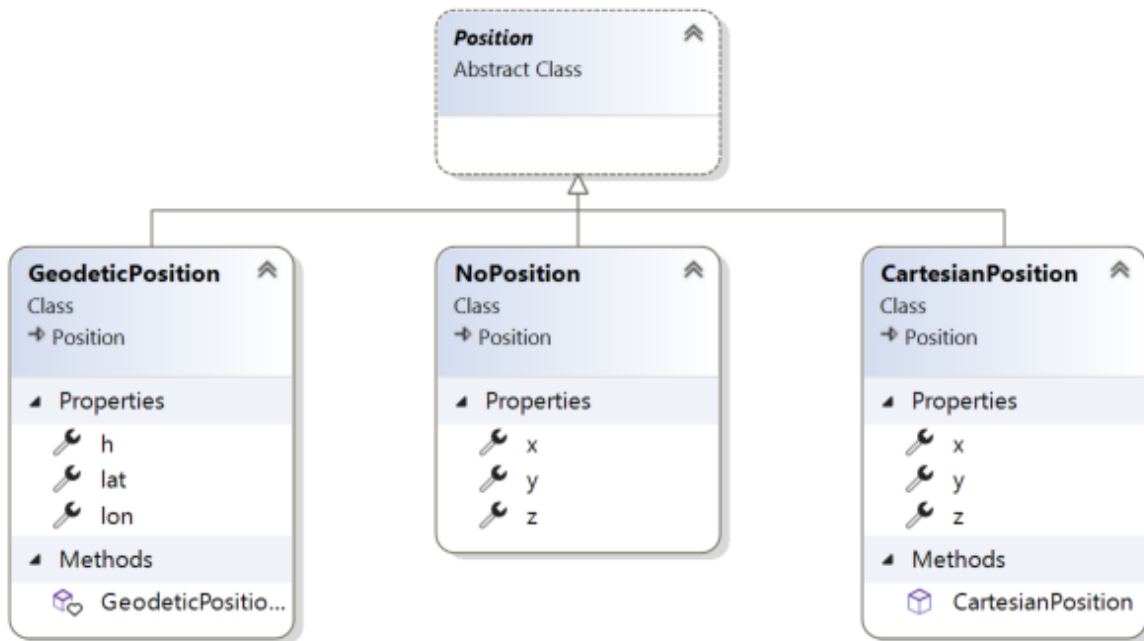 Position
Abstract Class
GeodeticPosition
Class
Position
Properties
h
lat
lon
Methods
GeodeticPositio...
NoPosition
Class
Position
Properties
x
y
z
CartesianPosition
Class
Position
Properties
x
y
z
Methods
CartesianPosition